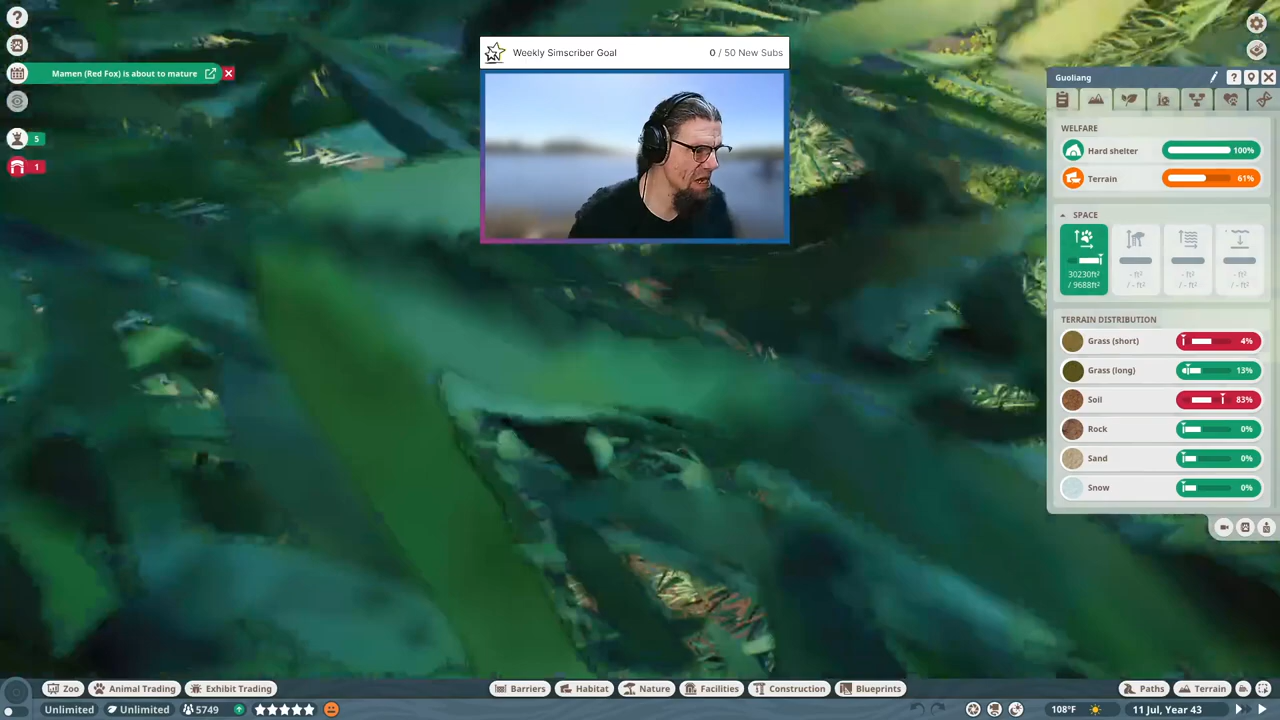 Weekly Simscriber Goal 0 / 50 New Subs
Mamen (Red Fox) is about to mature
5
1
Guoliang
WELFARE
Hard shelter 100%
Terrain 61%
SPACE
30230ft² / 9688ft²
- ft² / - ft²
- ft² / - ft²
- ft² / - ft²
TERRAIN DISTRIBUTION
Grass (short) 4%
Grass (long) 13%
Soil 83%
Rock 0%
Sand 0%
Snow 0%
Zoo Animal Trading Exhibit Trading Barriers Habitat Nature Facilities Construction Blueprints Paths Terrain
Unlimited Unlimited 5749 108°F 11 Jul, Year 43